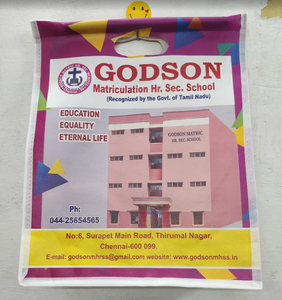 GODSON
Matriculation Hr. Sec. School
(Recognized by the Govt. of Tamil Nadu)
EDUCATION
EQUALITY
ETERNAL LIFE
GODSON MATRIC
HR. SEC. SCHOOL
Ph:
044-25654565
No:6, Surapet Main Road, Thirumal Nagar,
Chennai-600 099.
E-mail: godsonmhrss@gmail.com website: www.godsonmhss.in